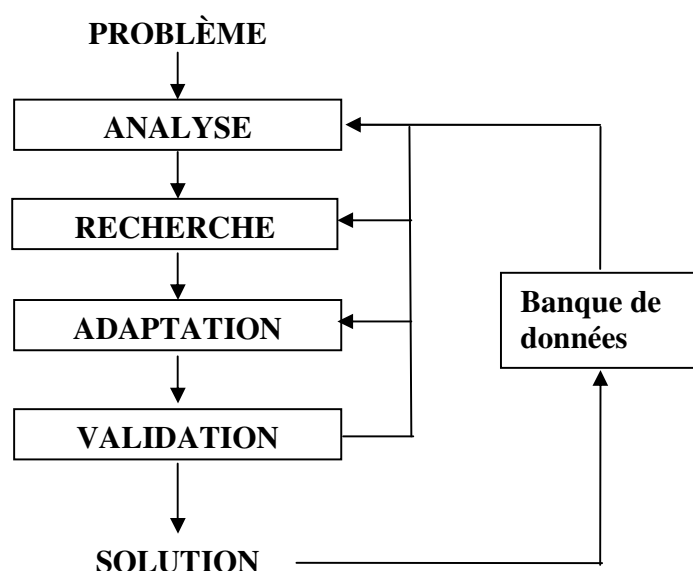 PROBLÈME
ANALYSE
RECHERCHE
ADAPTATION
Banque de
données
VALIDATION
SOLUTION